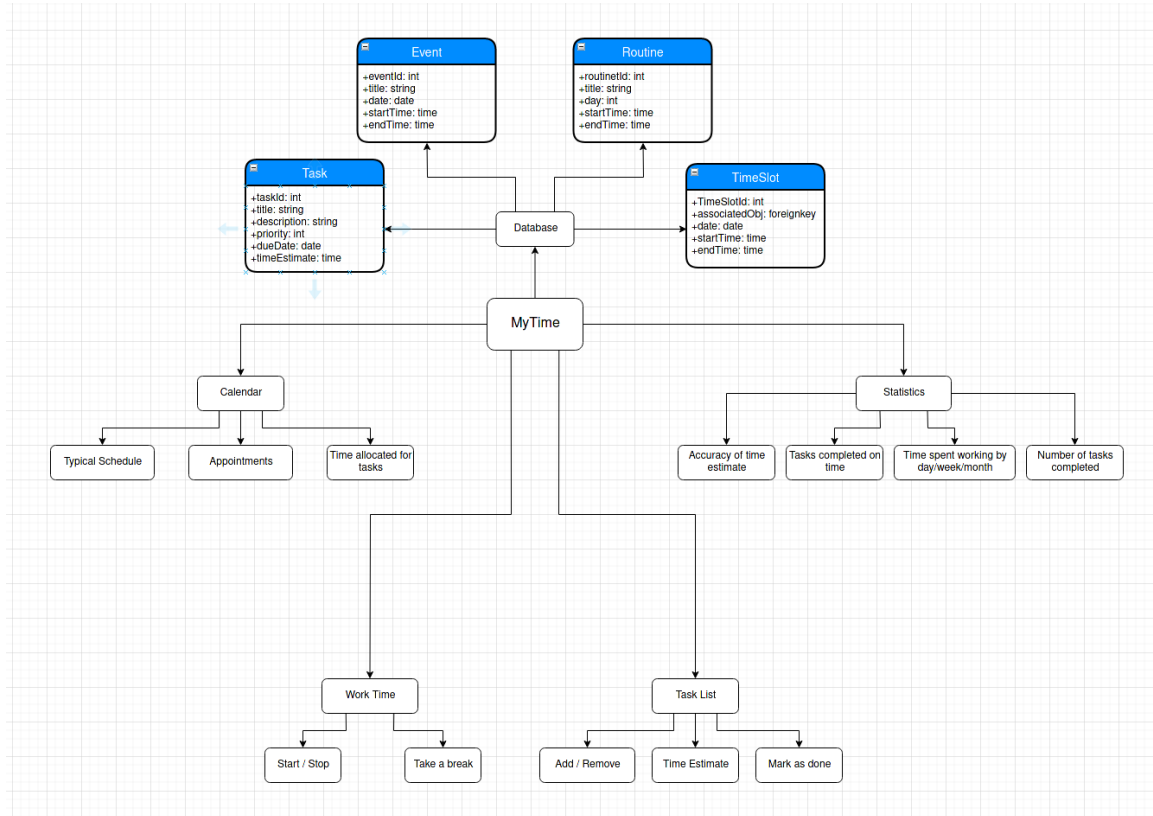 Event
+eventId: int
+title: string
+date: date
+startTime: time
+endTime: time
Routine
+routinetId: int
+title: string
+day: int
+startTime: time
+endTime: time
Task
+taskId: int
+title: string
+description: string
+priority: int
+dueDate: date
+timeEstimate: time
TimeSlot
+TimeSlotId: int
+associatedObj: foreignkey
+date: date
+startTime: time
+endTime: time
Database
MyTime
Calendar
Statistics
Typical Schedule
Appointments
Time allocated for
tasks
Accuracy of time
estimate
Tasks completed on
time
Time spent working by
day/week/month
Number of tasks
completed
Work Time
Task List
Start / Stop
Take a break
Add / Remove
Time Estimate
Mark as done